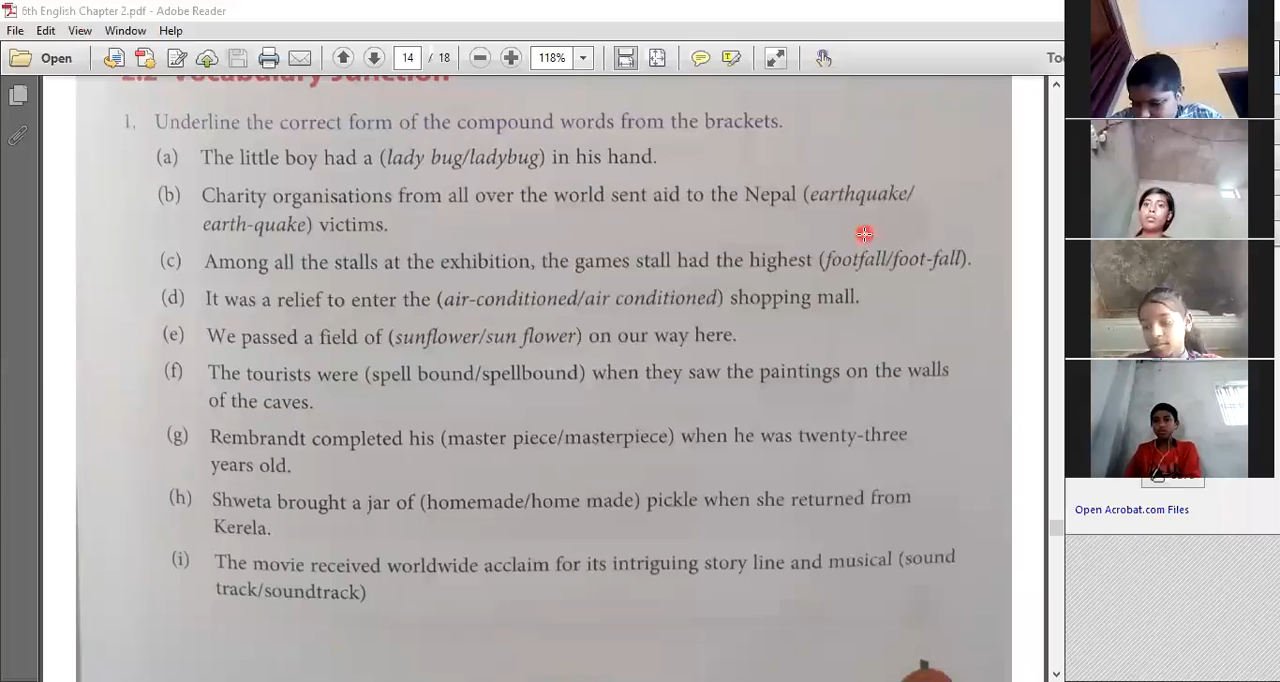 6th English Chapter 2.pdf - Adobe Reader
File Edit View Window Help
Open 14 / 18 118%
2.2 Vocabulary Junction
1. Underline the correct form of the compound words from the brackets.
(a) The little boy had a (lady bug/ladybug) in his hand.
(b) Charity organisations from all over the world sent aid to the Nepal (earthquake/
earth-quake) victims.
(c) Among all the stalls at the exhibition, the games stall had the highest (footfall/foot-fall).
(d) It was a relief to enter the (air-conditioned/air conditioned) shopping mall.
(e) We passed a field of (sunflower/sun flower) on our way here.
(f) The tourists were (spell bound/spellbound) when they saw the paintings on the walls
of the caves.
(g) Rembrandt completed his (master piece/masterpiece) when he was twenty-three
years old.
(h) Shweta brought a jar of (homemade/home made) pickle when she returned from
Kerela.
(i) The movie received worldwide acclaim for its intriguing story line and musical (sound
track/soundtrack)
Open Acrobat.com Files